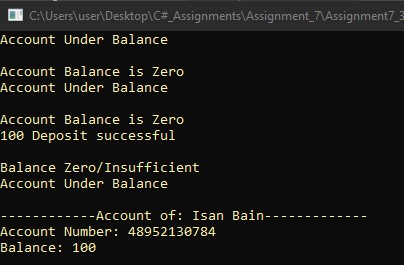 C:\Users\user\Desktop\C#_Assignments\Assignment_7\Assignment7_3
Account Under Balance
Account Balance is Zero
Account Under Balance
Account Balance is Zero
100 Deposit successful
Balance Zero/Insufficient
Account Under Balance
------------Account of: Isan Bain-------------
Account Number: 48952130784
Balance: 100